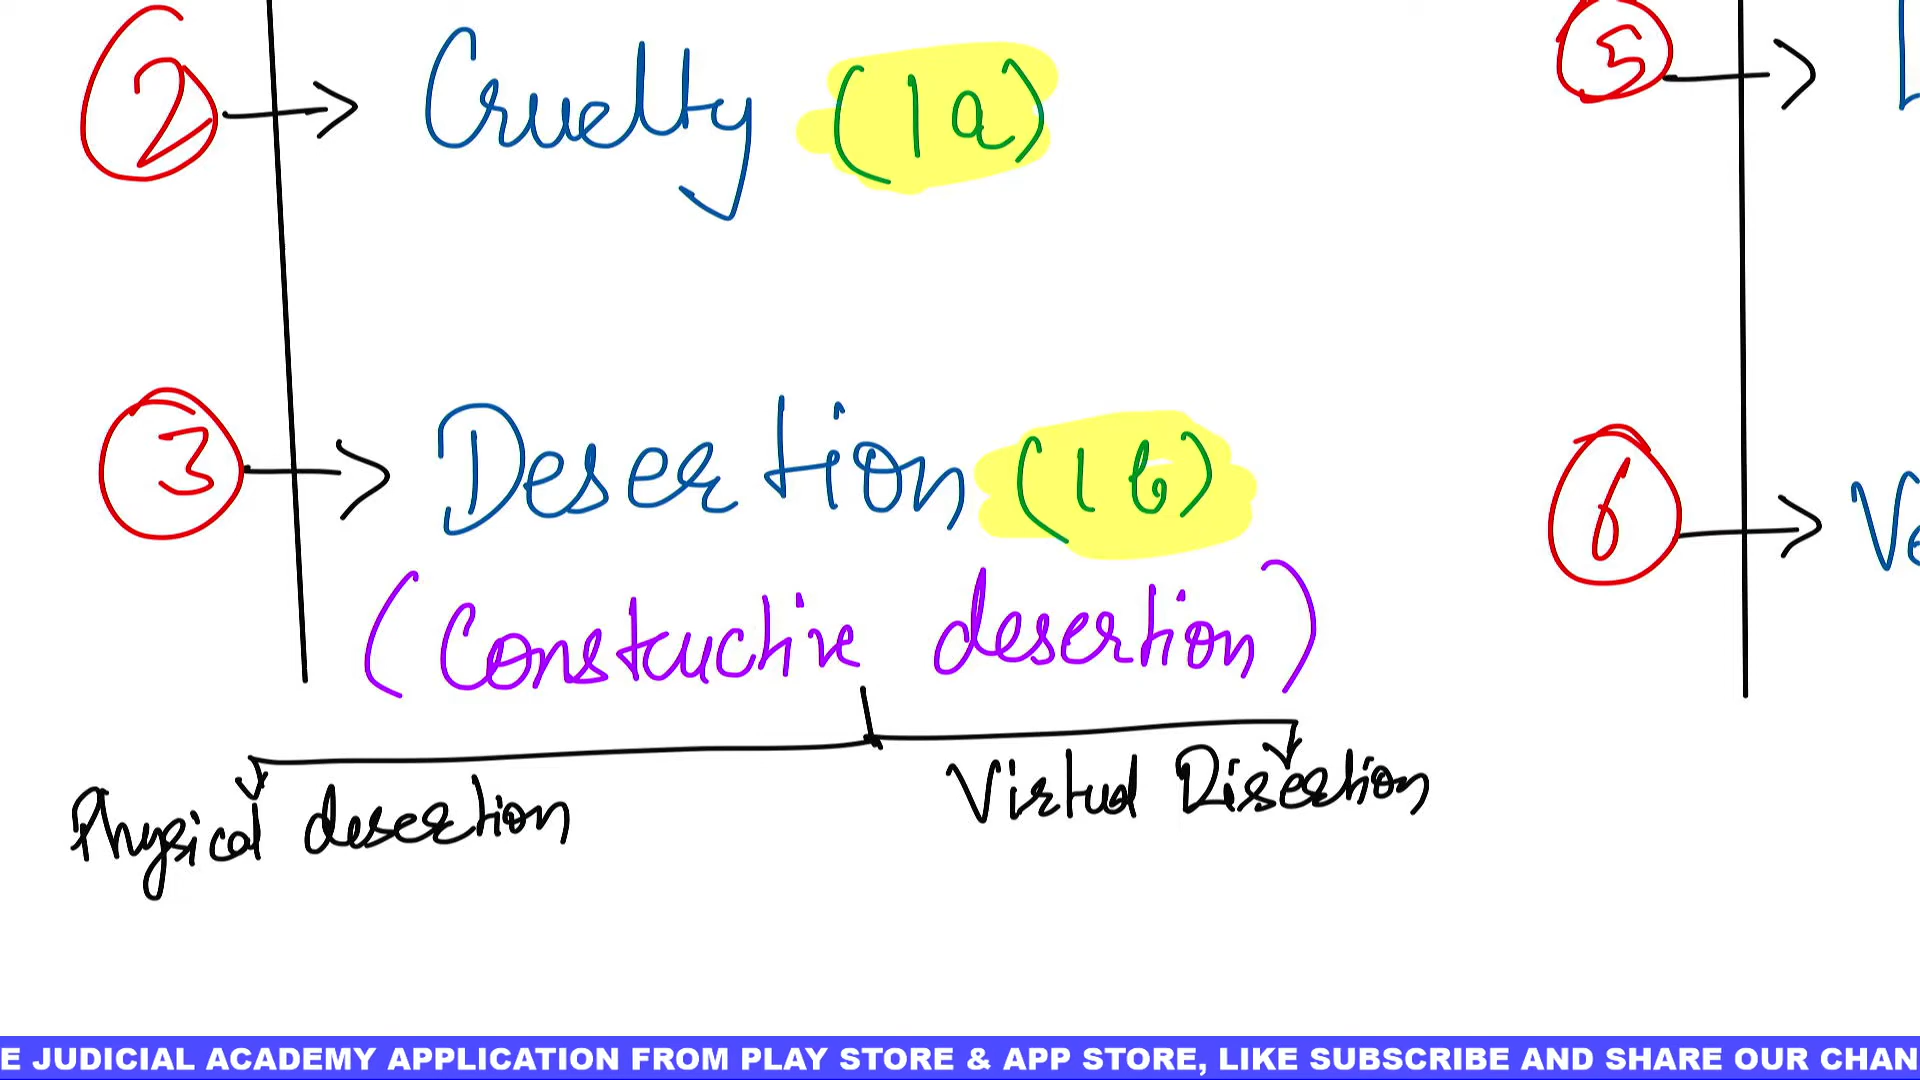 2 → Cruelty (1a)
3 → Desertion (1b)
(Constructive desertion)
Physical desertion
Virtual Disertion
5 →
6 → Ve
E JUDICIAL ACADEMY APPLICATION FROM PLAY STORE & APP STORE, LIKE SUBSCRIBE AND SHARE OUR CHAN